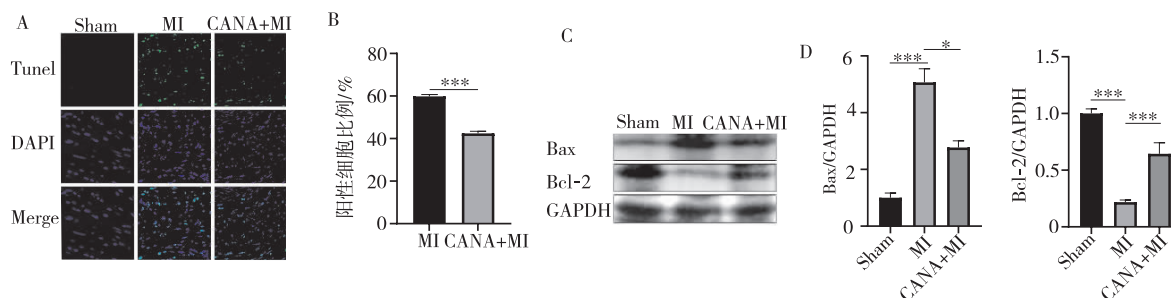 A
Sham MI CANA+MI
Tunel
DAPI
Merge
B
阳性细胞比例/%
80
60
40
20
0
***
MI CANA+MI
C
Sham MI CANA+MI
Bax
Bcl-2
GAPDH
D
Bax/GAPDH
6
4
2
0
*** *
Sham
MI
CANA+MI
Bcl-2/GAPDH
1.5
1.0
0.5
0
***
***
Sham
MI
CANA+MI